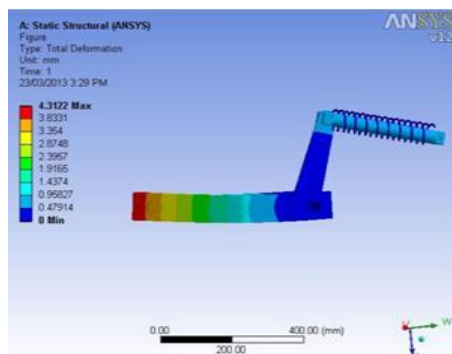 A: Static Structural (ANSYS)
Figure
Type: Total Deformation
Unit: mm
Time: 1
23/03/2013 3:29 PM
4.3122 Max
3.8331
3.354
2.8748
2.3957
1.9165
1.4374
0.95827
0.47914
0 Min
ANSYS
v12
0.00
400.00 (mm)
200.00